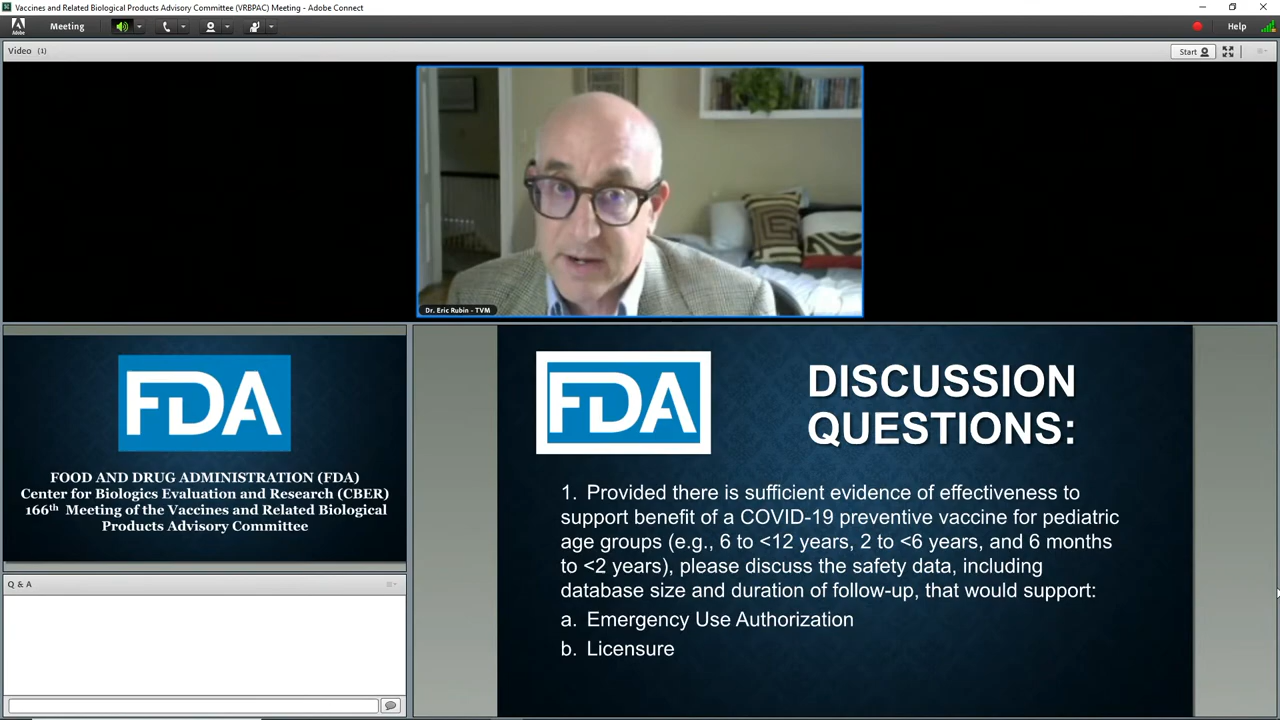 Vaccines and Related Biological Products Advisory Committee (VRBPAC) Meeting - Adobe Connect
Adobe
Meeting
Help
Video (1)
Start
Dr. Eric Rubin - TVM
FDA
FOOD AND DRUG ADMINISTRATION (FDA)
Center for Biologics Evaluation and Research (CBER)
166th Meeting of the Vaccines and Related Biological
Products Advisory Committee
Q & A
FDA
DISCUSSION
QUESTIONS:
1. Provided there is sufficient evidence of effectiveness to
support benefit of a COVID-19 preventive vaccine for pediatric
age groups (e.g., 6 to <12 years, 2 to <6 years, and 6 months
to <2 years), please discuss the safety data, including
database size and duration of follow-up, that would support:
a. Emergency Use Authorization
b. Licensure